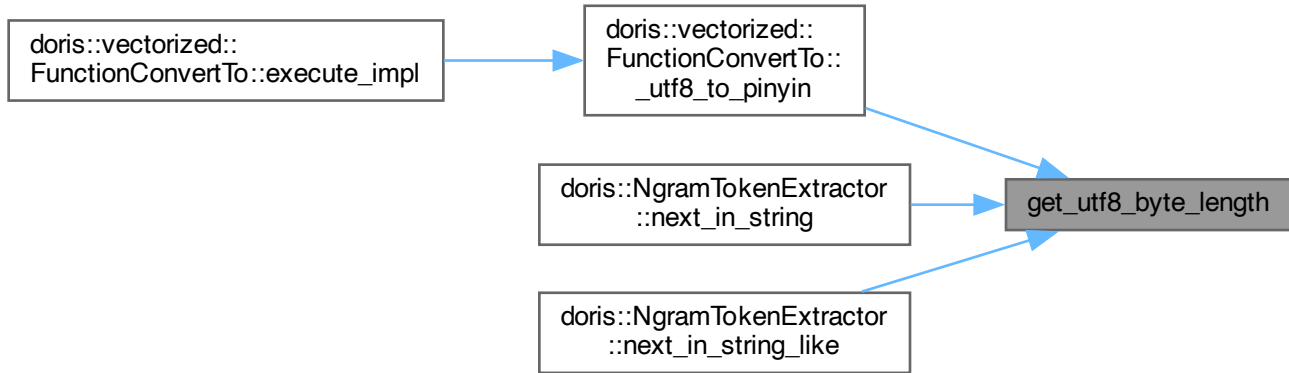 doris::vectorized::
FunctionConvertTo::execute_impl
doris::vectorized::
FunctionConvertTo::
_utf8_to_pinyin
doris::NgramTokenExtractor
::next_in_string
doris::NgramTokenExtractor
::next_in_string_like
get_utf8_byte_length